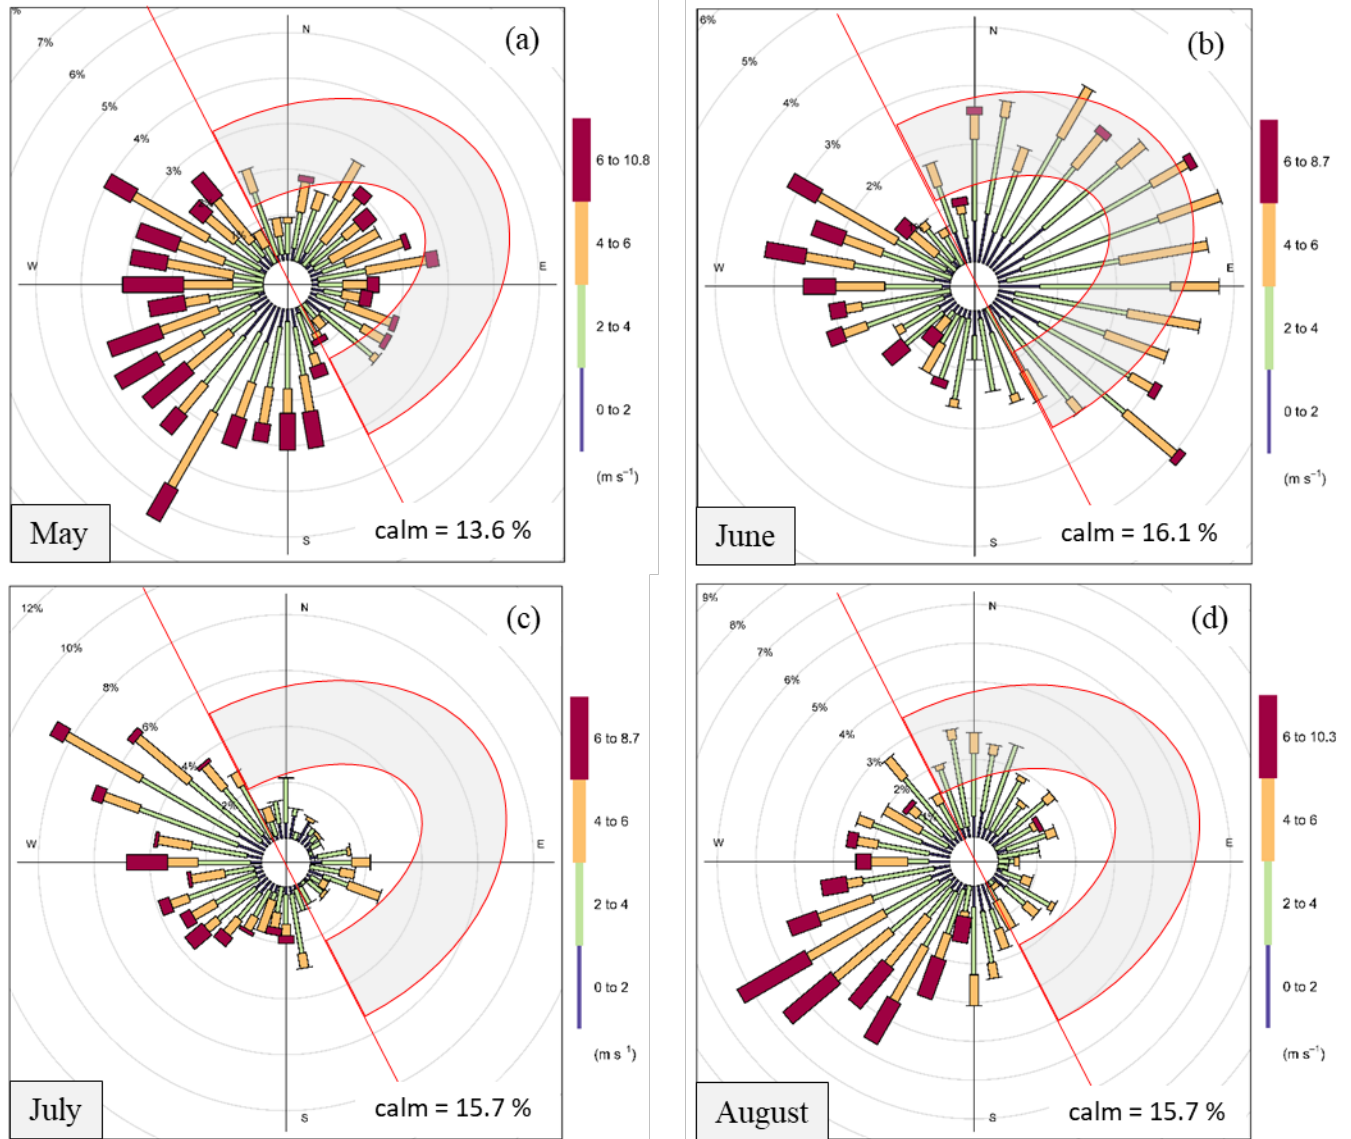 %
7%
6%
5%
4%
3%
1%
N
(a)
W
E
S
6 to 10.8
4 to 6
2 to 4
0 to 2
(m s⁻¹)
May
calm = 13.6 %
6%
5%
4%
3%
2%
N
(b)
W
E
S
6 to 8.7
4 to 6
2 to 4
0 to 2
(m s⁻¹)
June
calm = 16.1 %
12%
10%
8%
6%
4%
2%
N
(c)
W
E
S
6 to 8.7
4 to 6
2 to 4
0 to 2
(m s⁻¹)
July
calm = 15.7 %
9%
8%
7%
6%
5%
4%
3%
2%
1%
N
(d)
W
E
S
6 to 10.3
4 to 6
2 to 4
0 to 2
(m s⁻¹)
August
calm = 15.7 %